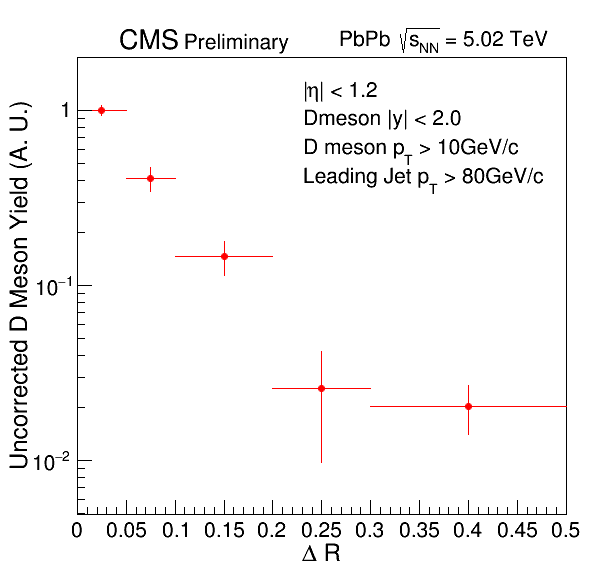 CMS Preliminary PbPb √s_NN = 5.02 TeV
|η| < 1.2
Dmeson |y| < 2.0
D meson p_T > 10GeV/c
Leading Jet p_T > 80GeV/c
Uncorrected D Meson Yield (A. U.)
1
10⁻¹
10⁻²
0 0.05 0.1 0.15 0.2 0.25 0.3 0.35 0.4 0.45 0.5
Δ R